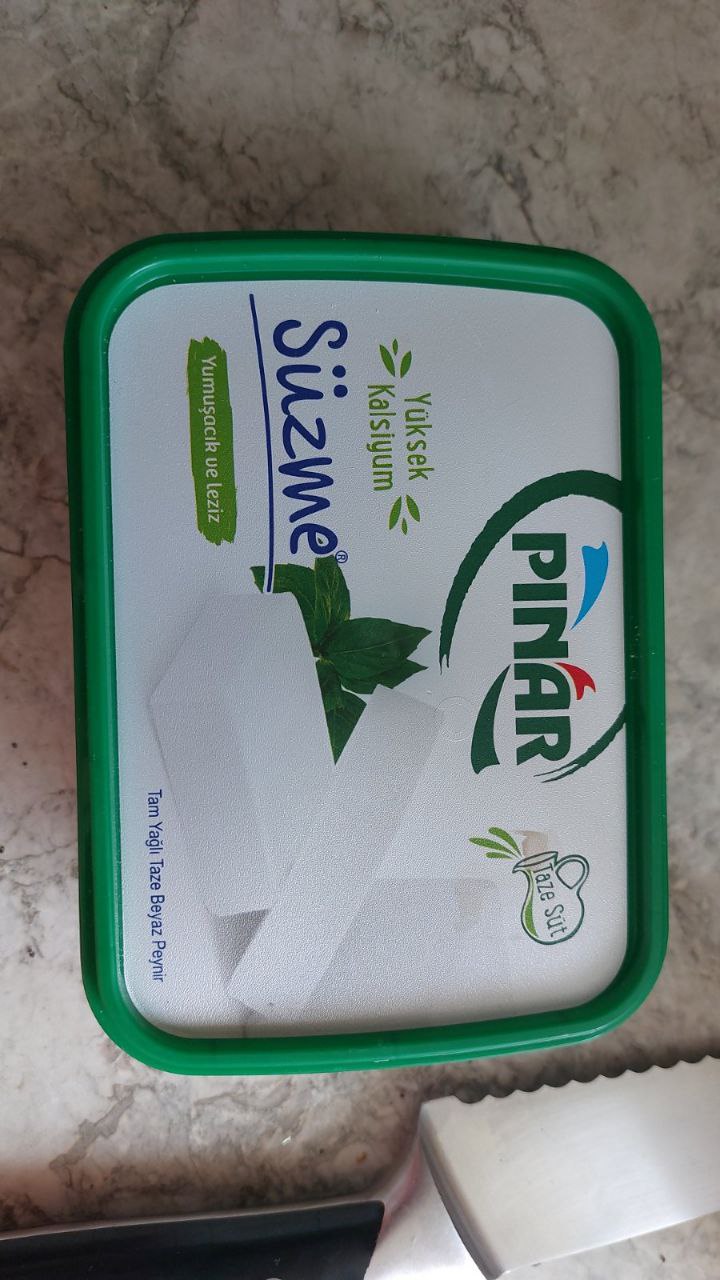 PINAR
Taze Süt
Yüksek
Kalsiyum
Süzme®
Yumuşacık ve leziz
Tam Yağlı Taze Beyaz Peynir